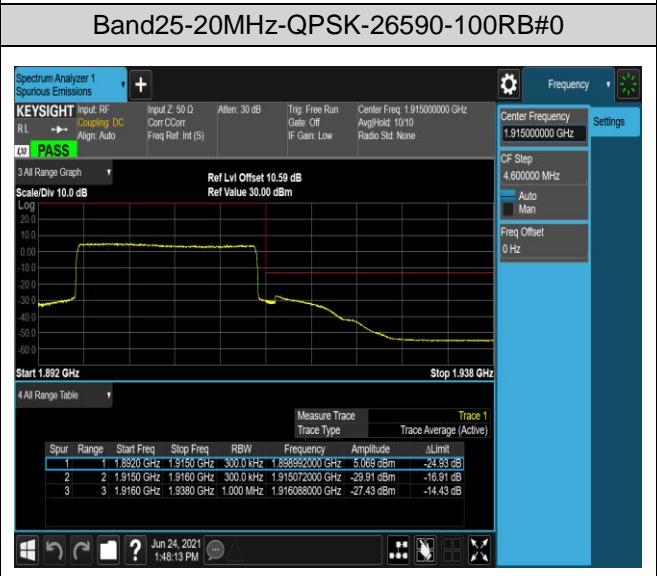 Band25-20MHz-QPSK-26590-100RB#0
Spectrum Analyzer 1
Spurious Emissions
+
Frequency
KEYSIGHT Input: RF Input Z: 50 Ω Atten: 30 dB Trig: Free Run Center Freq: 1.915000000 GHz
RL Coupling: DC Corr CCorr Gate: Off Avg|Hold: 10/10
Align: Auto Freq Ref: Int (S) IF Gain: Low Radio Std: None
LXI PASS
Center Frequency
1.915000000 GHz
Settings
CF Step
4.600000 MHz
Auto
Man
Freq Offset
0 Hz
3 All Range Graph
Ref Lvl Offset 10.59 dB
Scale/Div 10.0 dB Ref Value 30.00 dBm
Log
20.0
10.0
0.00
-10.0
-20.0
-30.0
-40.0
-50.0
-60.0
Start 1.892 GHz Stop 1.938 GHz
4 All Range Table
Measure Trace Trace 1
Trace Type Trace Average (Active)
Spur Range Start Freq Stop Freq RBW Frequency Amplitude ΔLimit
1 1 1.8920 GHz 1.9150 GHz 300.0 kHz 1.898992000 GHz 5.069 dBm -24.93 dB
2 2 1.9150 GHz 1.9160 GHz 300.0 kHz 1.915072000 GHz -29.91 dBm -16.91 dB
3 3 1.9160 GHz 1.9380 GHz 1.000 MHz 1.916088000 GHz -27.43 dBm -14.43 dB
? Jun 24, 2021
1:48:13 PM